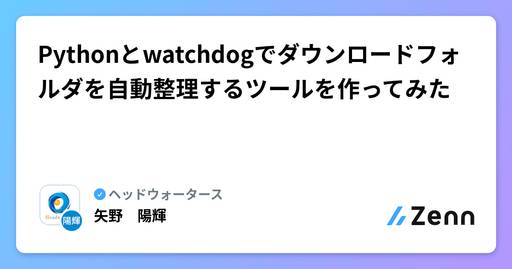 Pythonとwatchdogでダウンロードフォ
ルダを自動整理するツールを作ってみた
ヘッドウォータース
陽輝
矢野　陽輝
Zenn